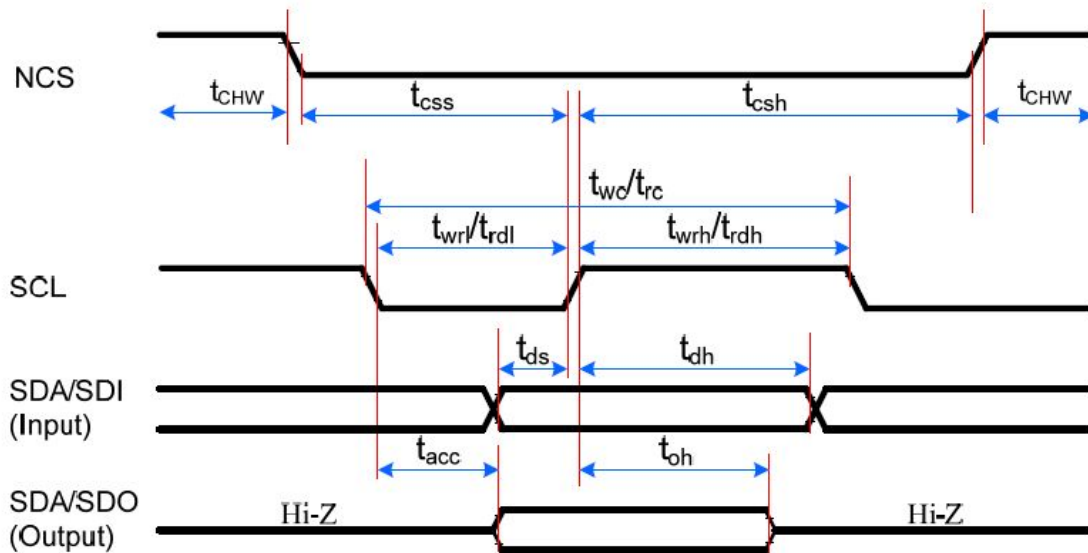 NCS
tCHW
tcss
tcsh
tCHW
twc/trc
twrl/trdl
twrh/trdh
SCL
tds
tdh
SDA/SDI
(Input)
tacc
toh
SDA/SDO
(Output)
Hi-Z
Hi-Z